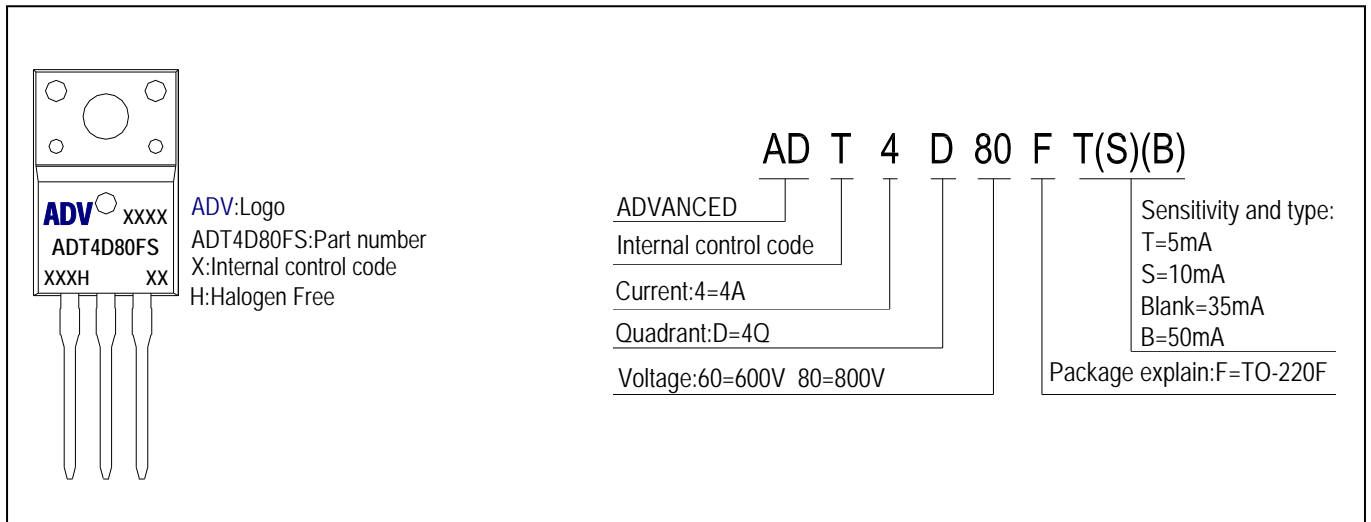 ADV XXXX
ADT4D80FS
XXXH XX
ADV:Logo
ADT4D80FS:Part number
X:Internal control code
H:Halogen Free
AD T 4 D 80 F T(S)(B)
ADVANCED
Internal control code
Current:4=4A
Quadrant:D=4Q
Voltage:60=600V 80=800V
Sensitivity and type:
T=5mA
S=10mA
Blank=35mA
B=50mA
Package explain:F=TO-220F